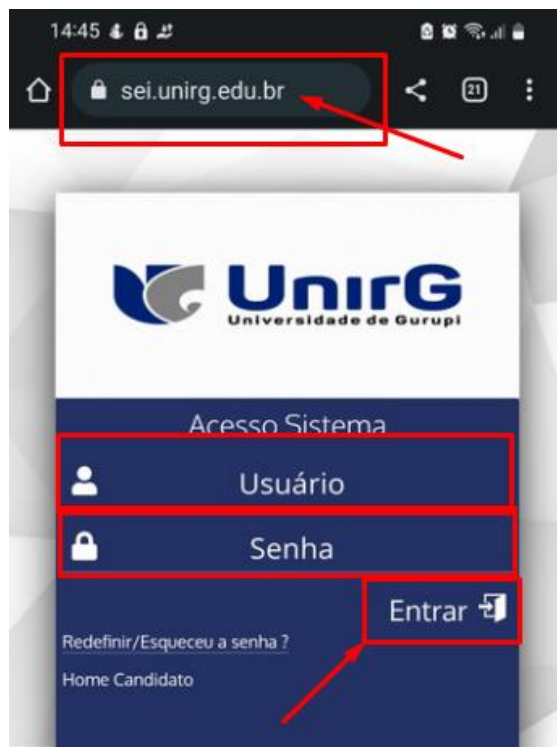 14:45
sei.unirg.edu.br
21
UnirG
Universidade de Gurupi
Acesso Sistema
Usuário
Senha
Entrar
Redefinir/Esqueceu a senha ?
Home Candidato